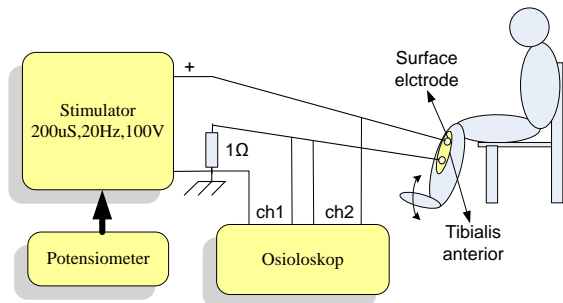 +
Surface
elctrode
Stimulator
200uS,20Hz,100V
1Ω
ch1
ch2
Tibialis
anterior
Potensiometer
Osioloskop